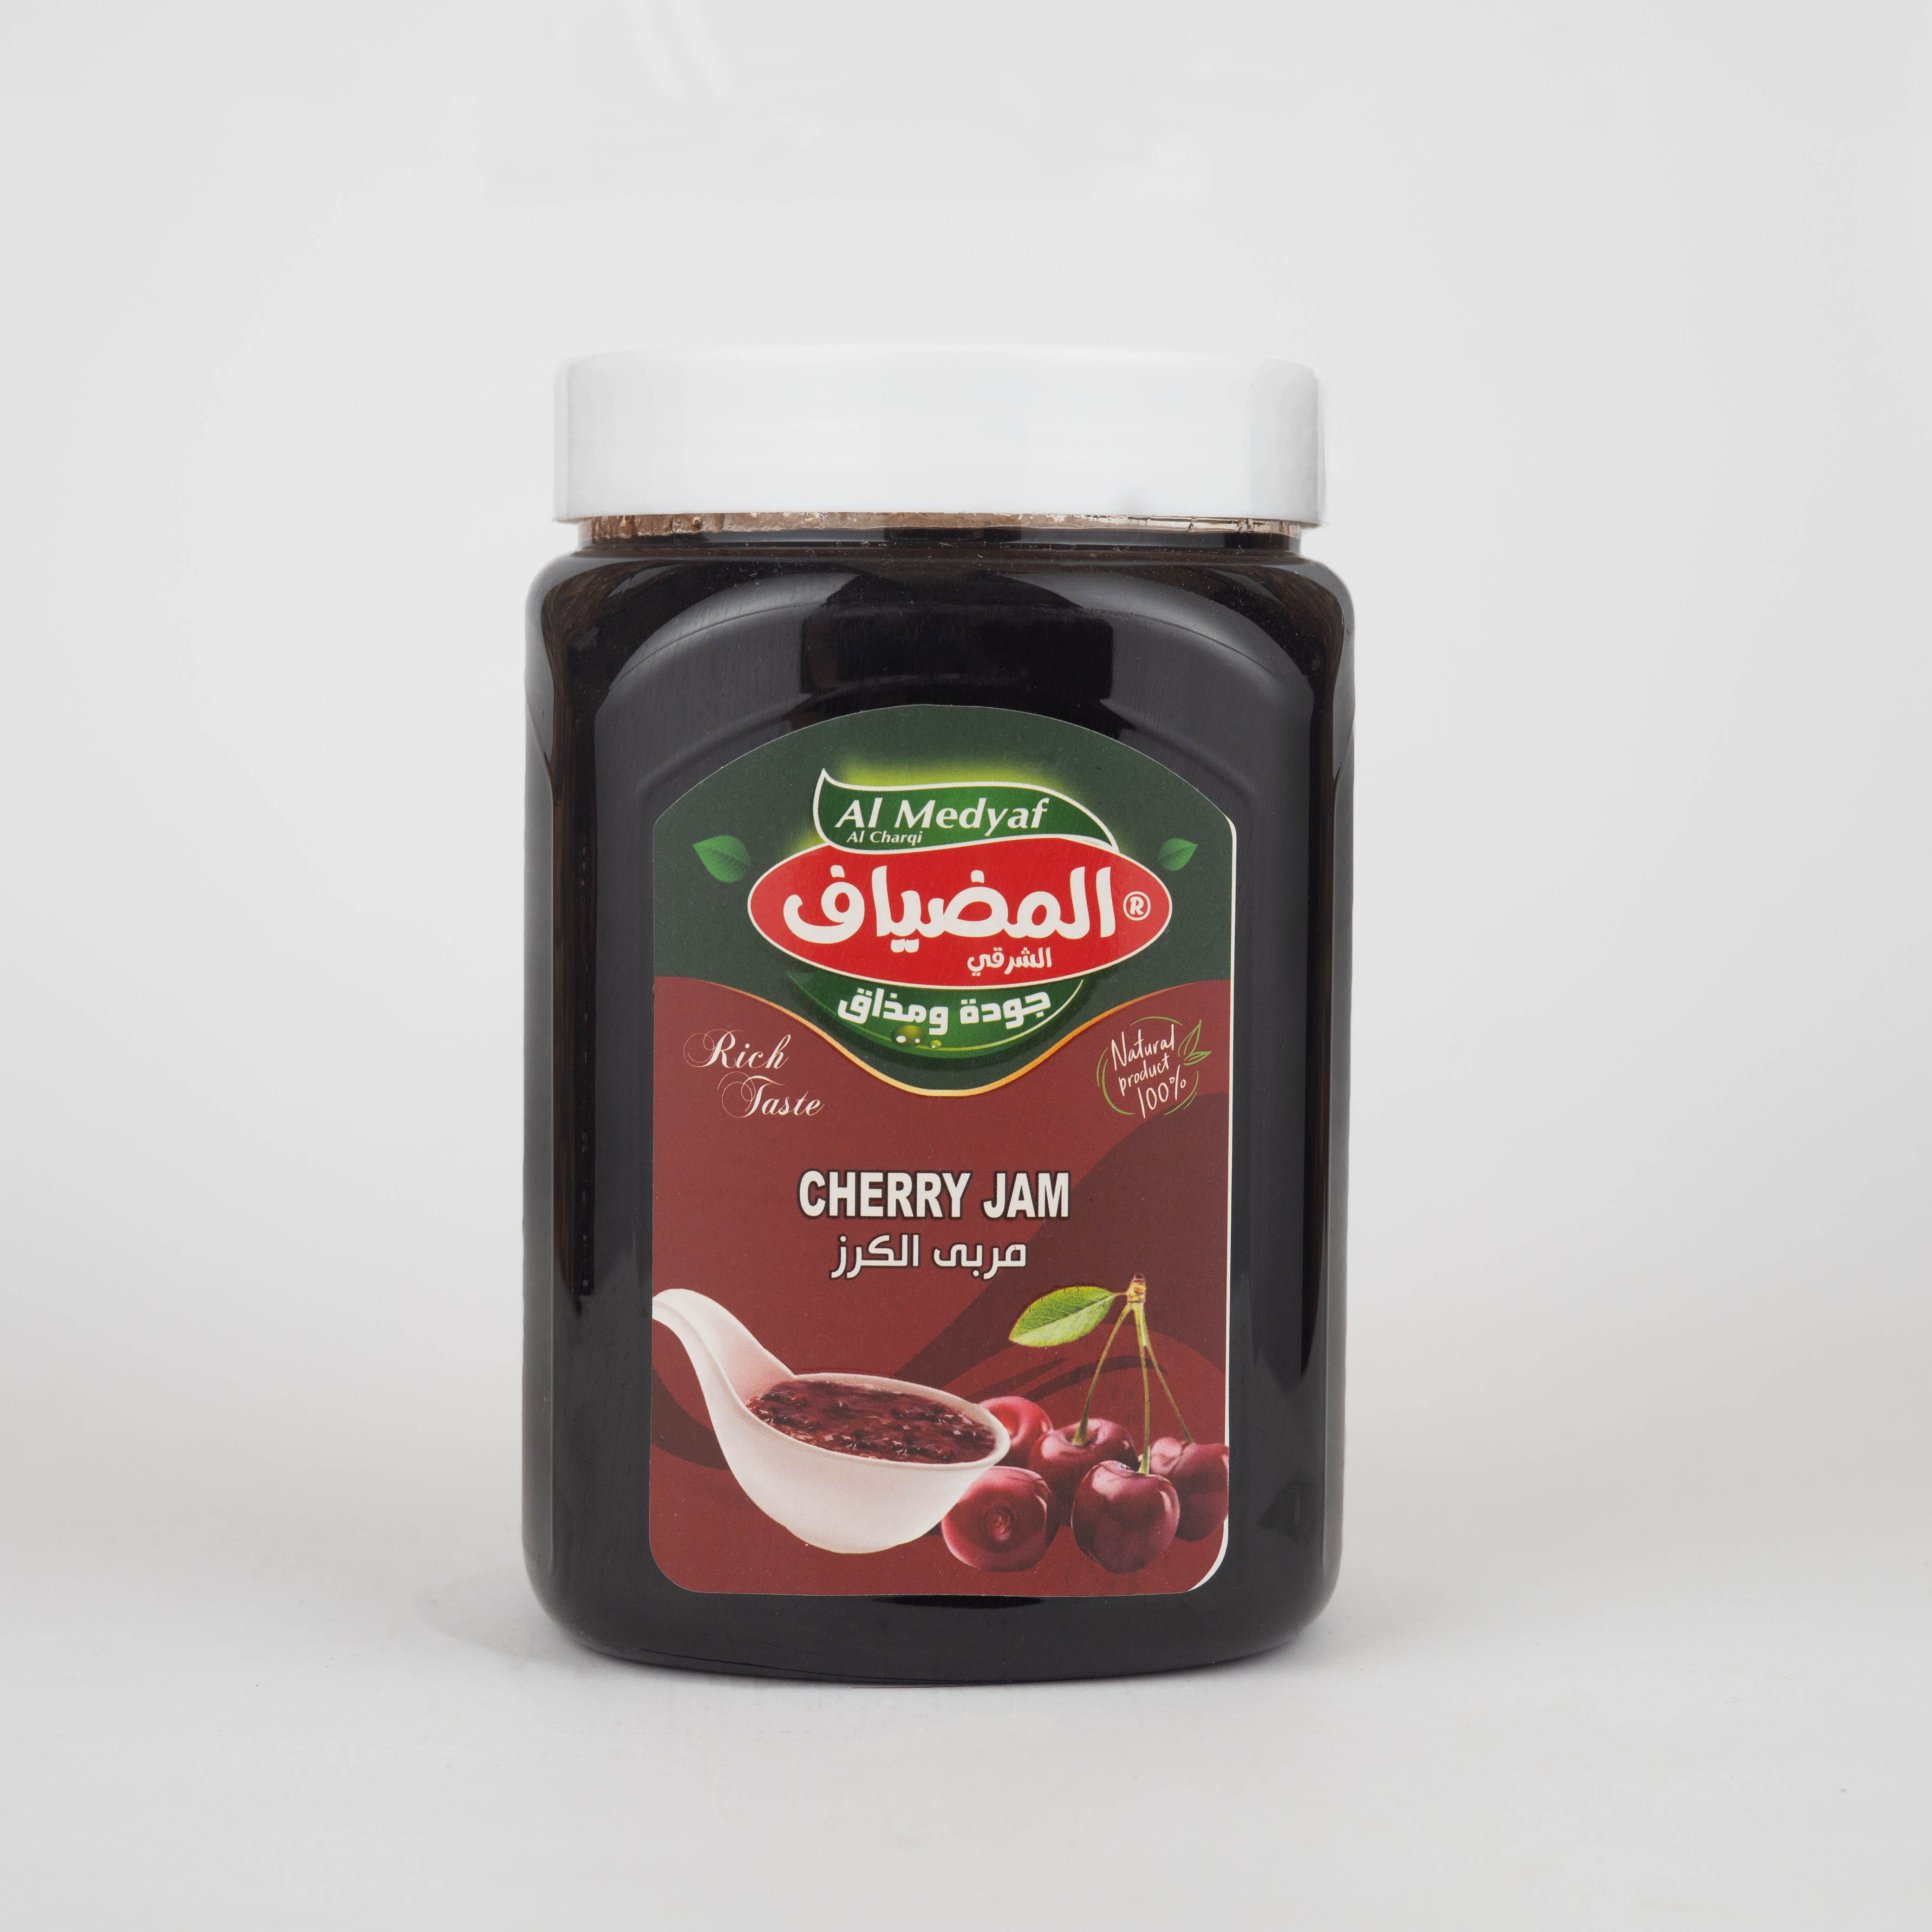 Al Medyaf
Al Charqi
المضياف®
الشرقي
جودة ومذاق
Rich
Taste
Natural
product
100%
CHERRY JAM
مربى الكرز